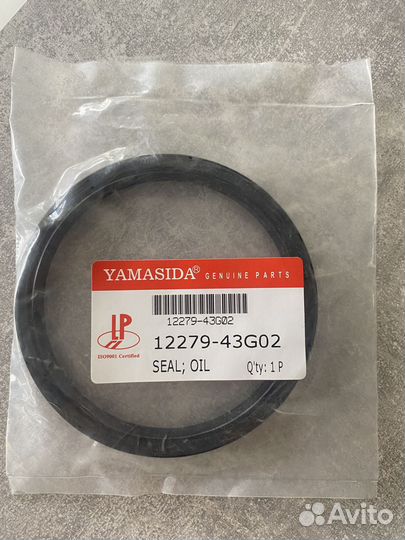 YAMASIDA® GENUINE PARTS
12279-43G02
LP
ISO9001 Certified
12279-43G02
SEAL; OIL Q'ty: 1 P
Avito